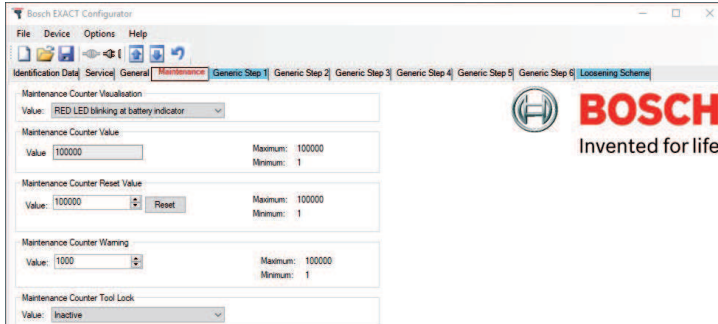 Bosch EXACT Configurator
File Device Options Help
Identification Data Service General Maintenance Generic Step 1 Generic Step 2 Generic Step 3 Generic Step 4 Generic Step 5 Generic Step 6 Loosening Scheme
Maintenance Counter Visualisation
Value: RED LED blinking at battery indicator
BOSCH
Invented for life
Maintenance Counter Value
Value 100000 Maximum: 100000
Minimum: 1
Maintenance Counter Reset Value
Value: 100000 Reset Maximum: 100000
Minimum: 1
Maintenance Counter Warning
Value: 1000 Maximum: 100000
Minimum: 1
Maintenance Counter Tool Lock
Value: Inactive